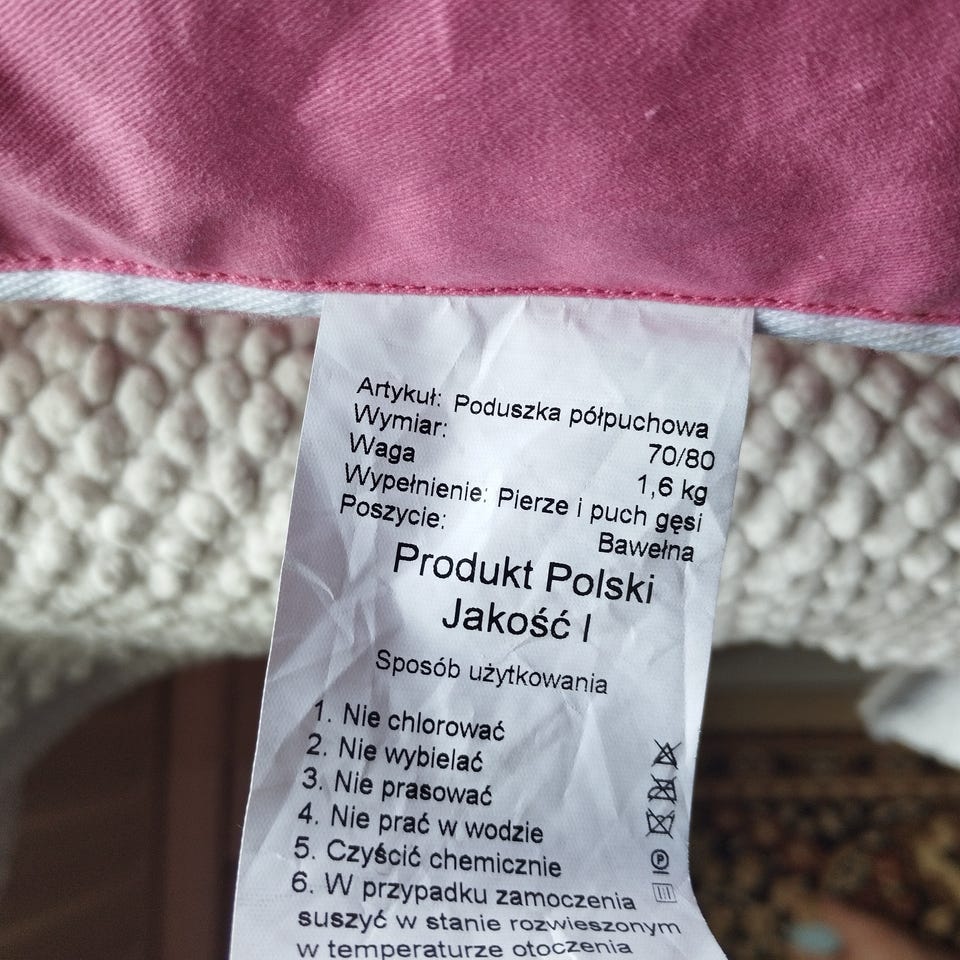 Artykuł: Poduszka półpuchowa
Wymiar: 70/80
Waga 1,6 kg
Wypełnienie: Pierze i puch gęsi
Poszycie: Bawełna
Produkt Polski
Jakość I
Sposób użytkowania
1. Nie chlorować
2. Nie wybielać
3. Nie prasować
4. Nie prać w wodzie
5. Czyścić chemicznie
P
6. W przypadku zamoczenia
suszyć w stanie rozwieszonym
w temperaturze otoczenia